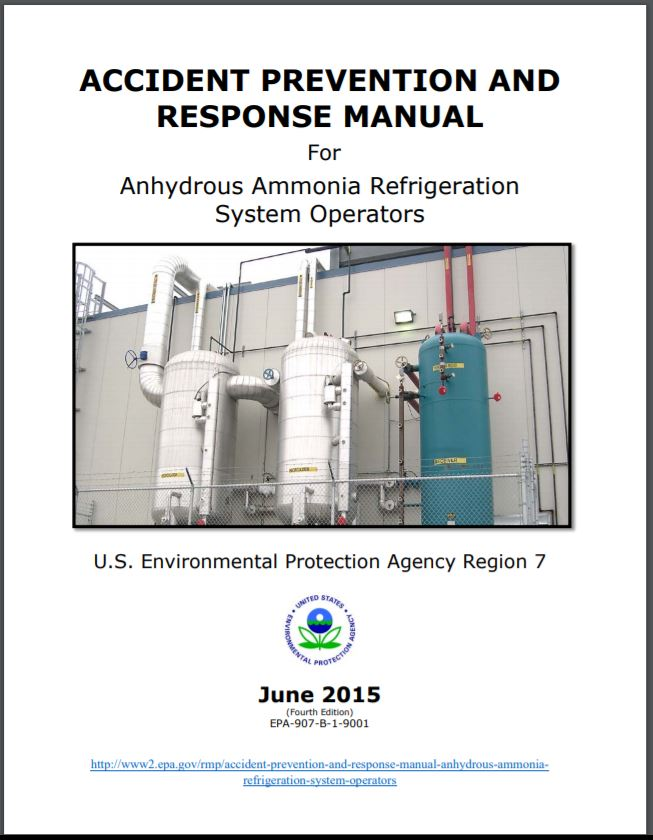 ACCIDENT PREVENTION AND
RESPONSE MANUAL
For
Anhydrous Ammonia Refrigeration
System Operators
RECEIVER
U.S. Environmental Protection Agency Region 7
UNITED STATES
ENVIRONMENTAL PROTECTION AGENCY
June 2015
(Fourth Edition)
EPA-907-B-1-9001
http://www2.epa.gov/rmp/accident-prevention-and-response-manual-anhydrous-ammonia-
refrigeration-system-operators